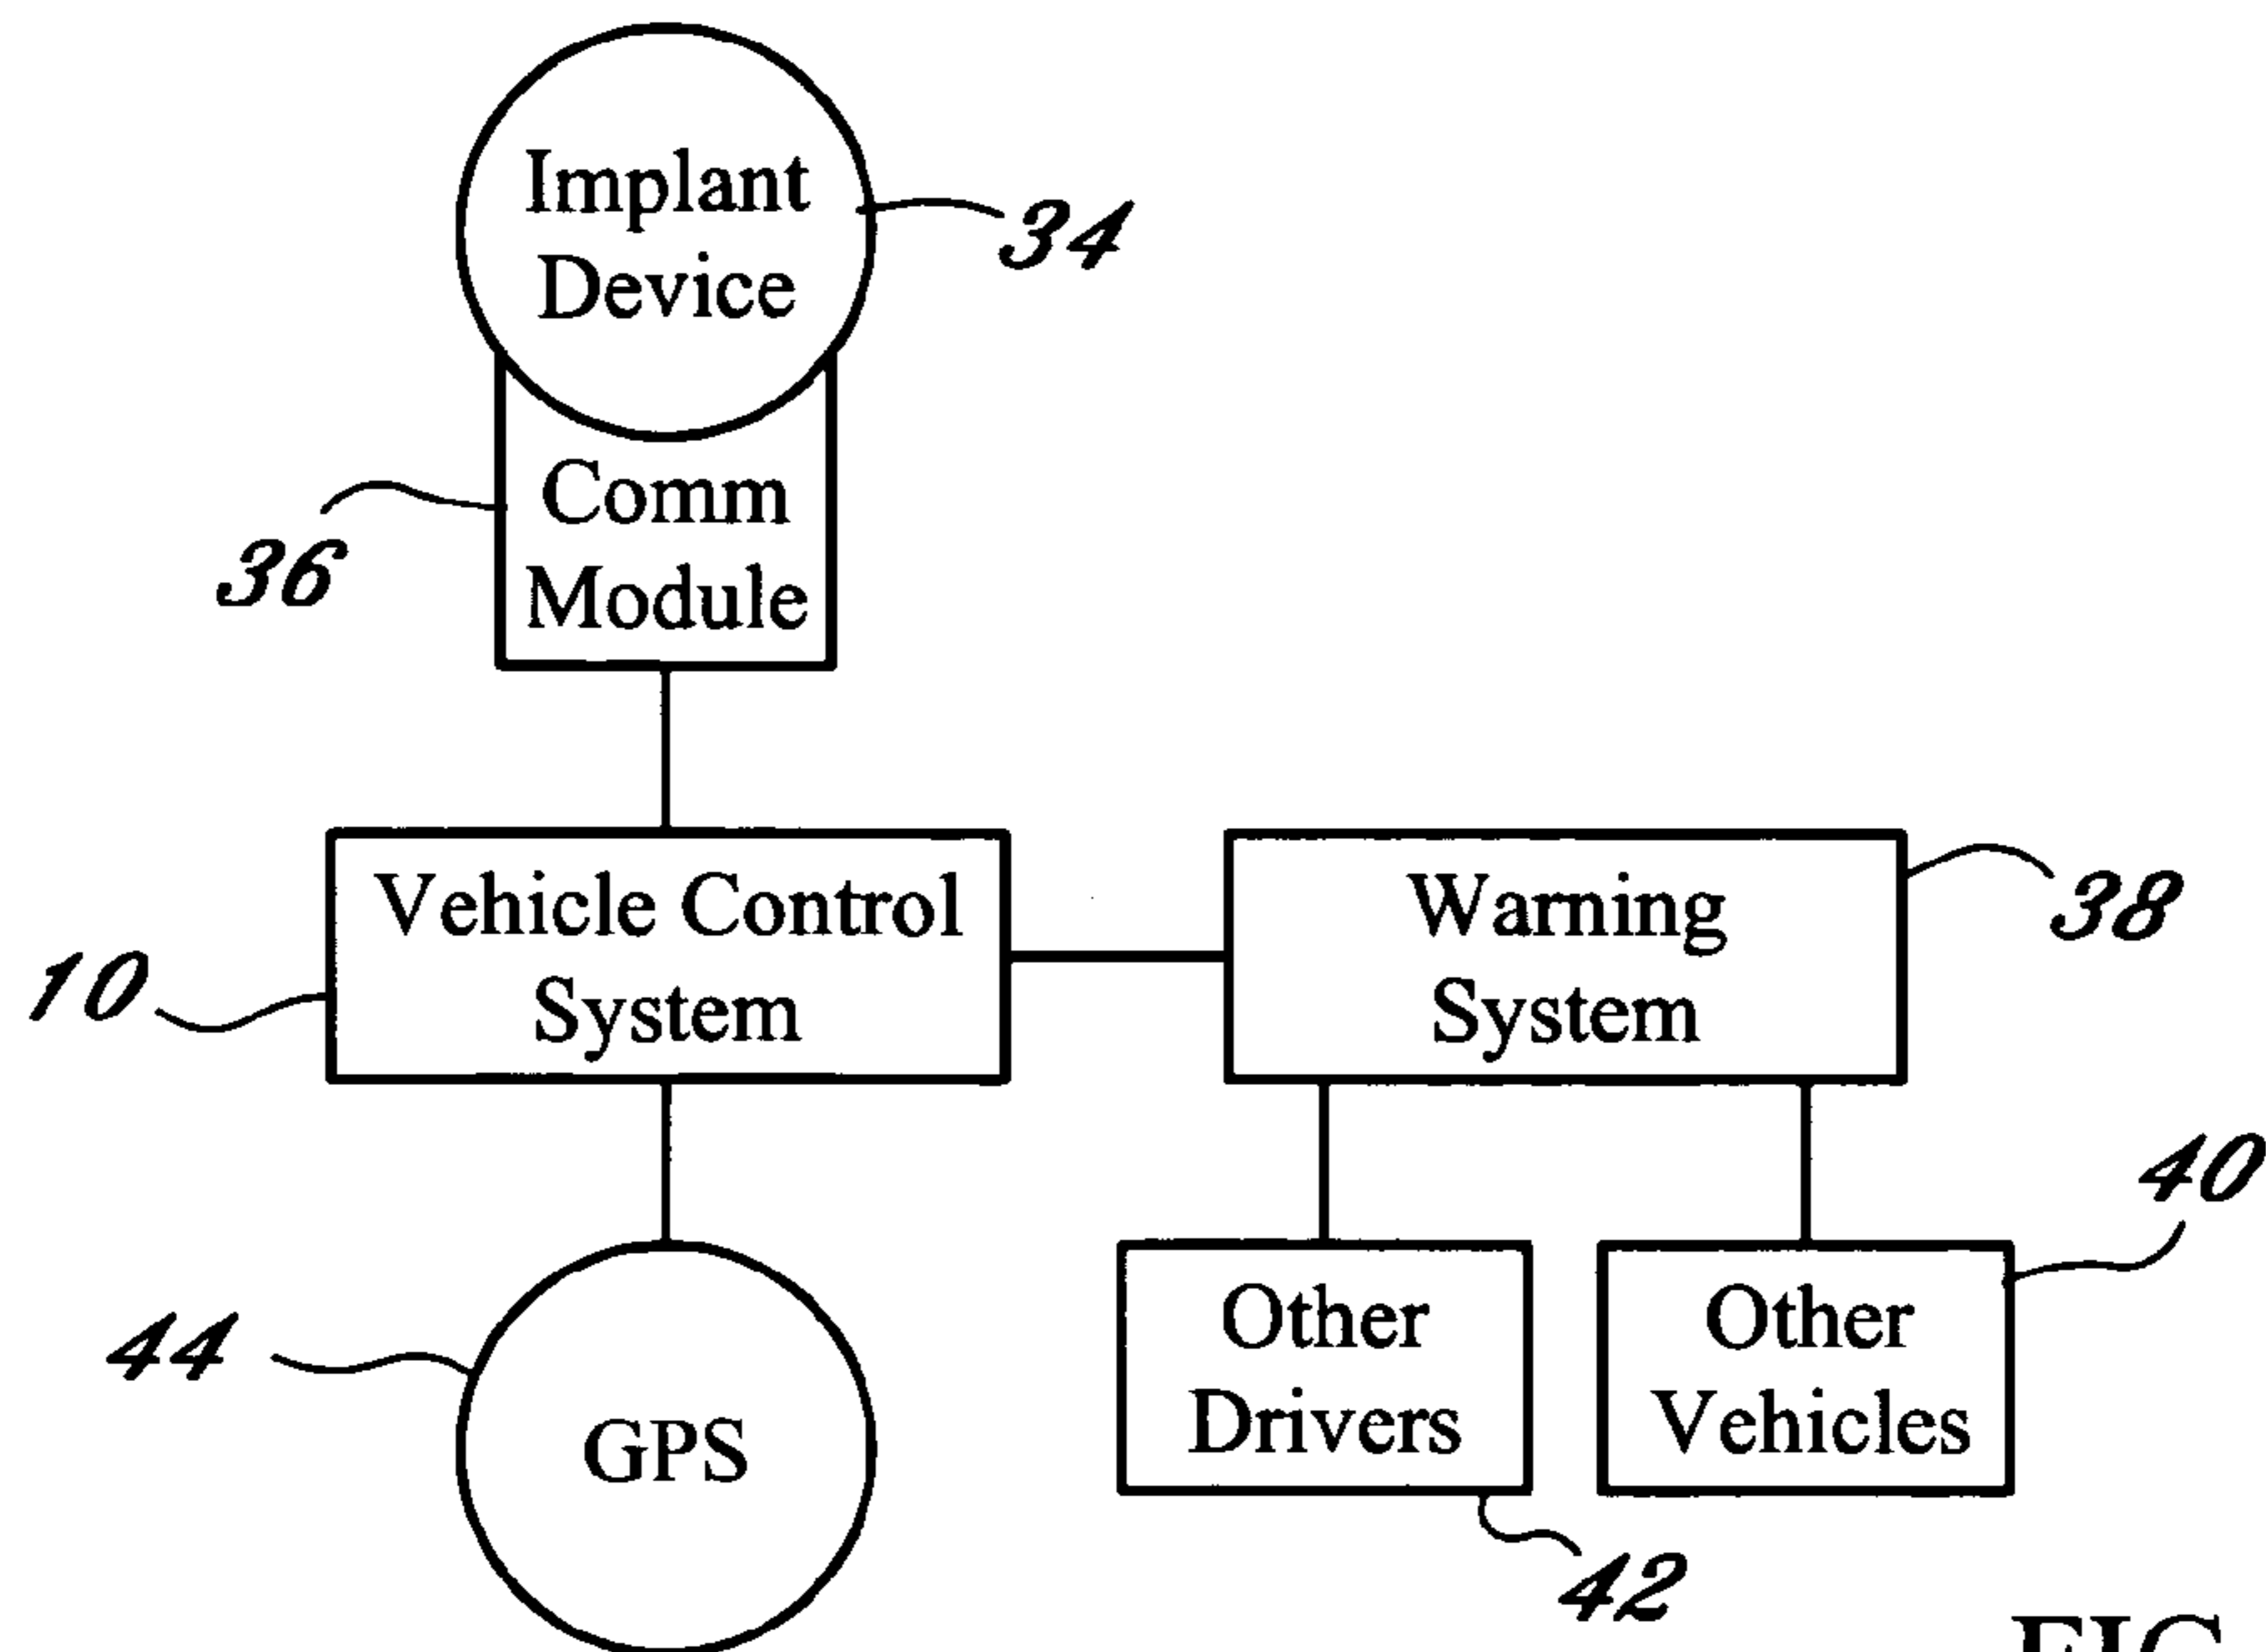 Implant
Device
34
Comm
Module
36
Vehicle Control
System
10
Warning
System
38
40
Other
Drivers
Other
Vehicles
44
GPS
42
FIG